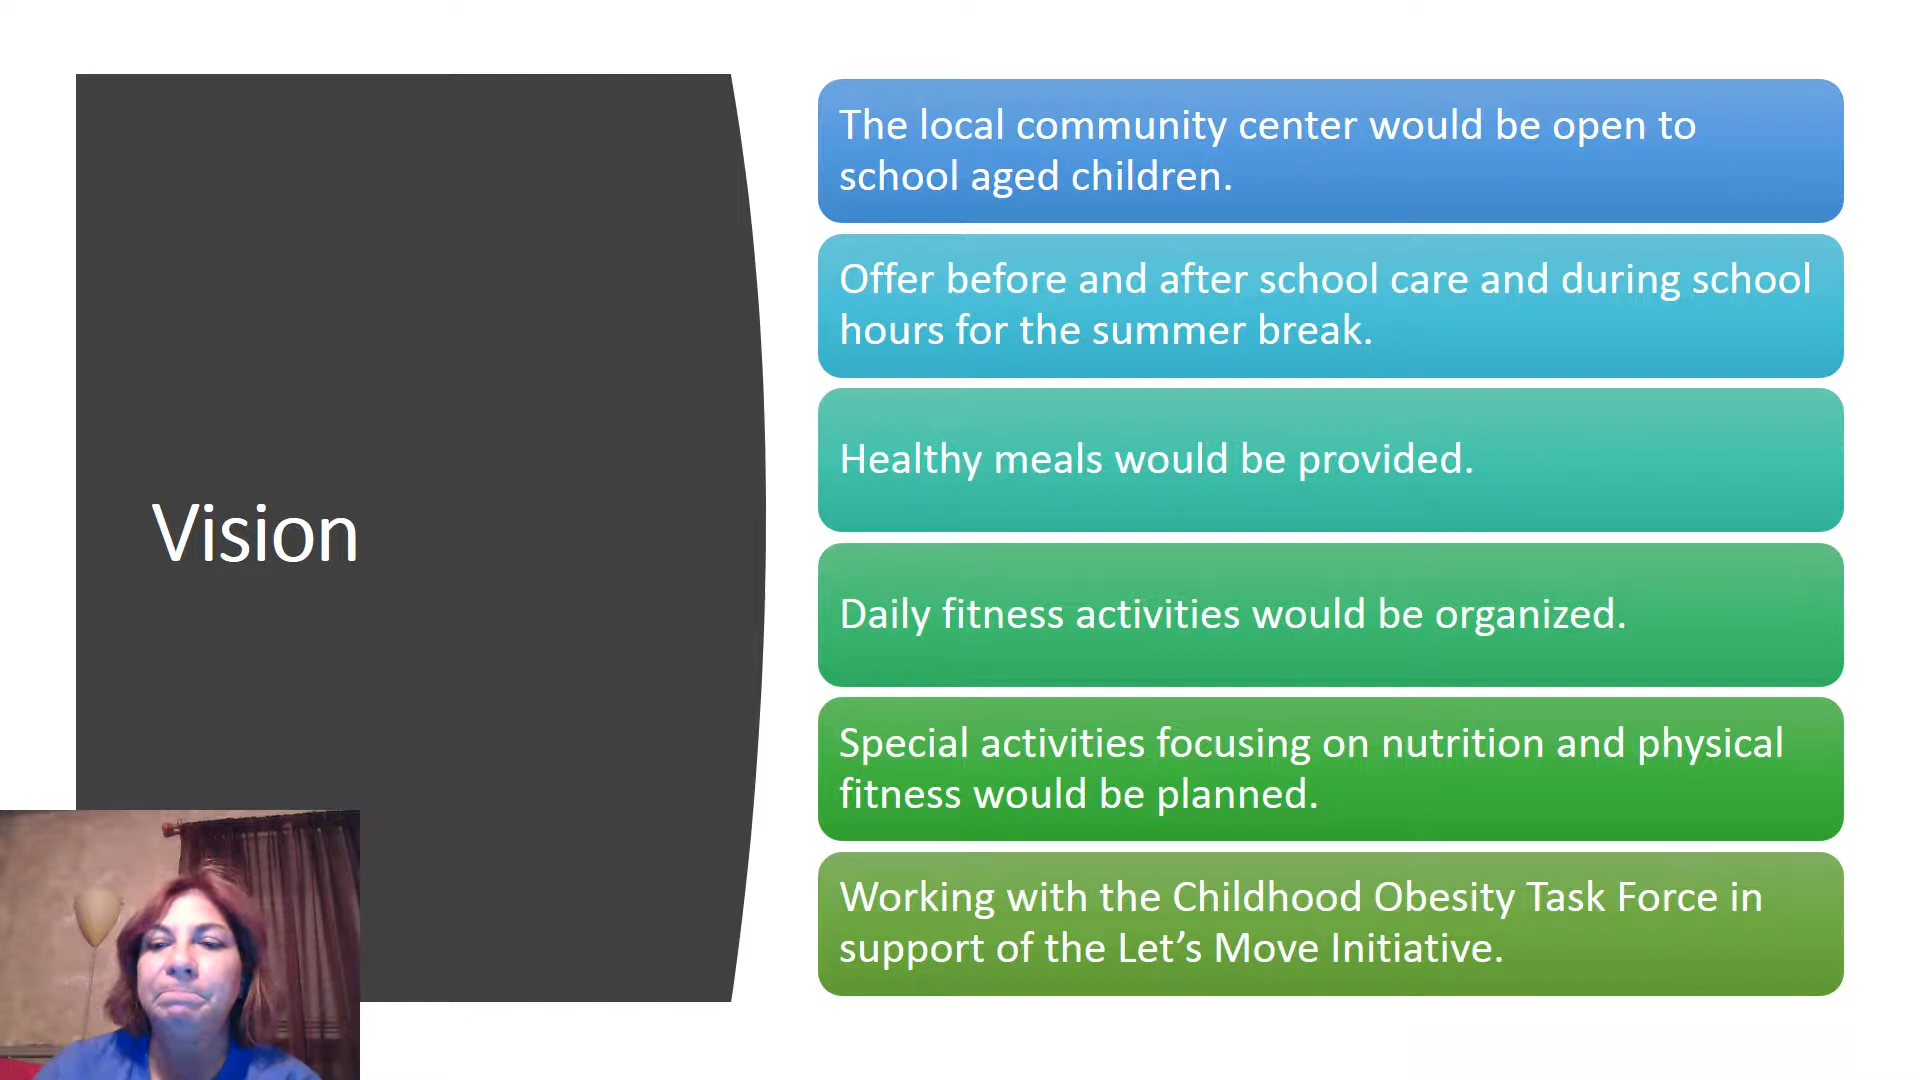 Vision
The local community center would be open to
school aged children.
Offer before and after school care and during school
hours for the summer break.
Healthy meals would be provided.
Daily fitness activities would be organized.
Special activities focusing on nutrition and physical
fitness would be planned.
Working with the Childhood Obesity Task Force in
support of the Let’s Move Initiative.